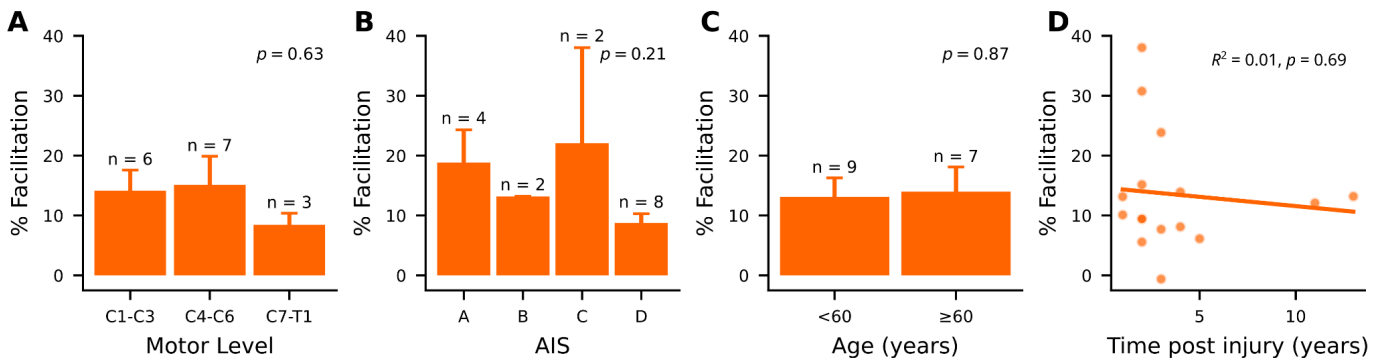 A
p = 0.63
40
30
20
10
0
% Facilitation
n = 6
n = 7
n = 3
C1-C3
C4-C6
C7-T1
Motor Level
B
p = 0.21
40
30
20
10
0
% Facilitation
n = 4
n = 2
n = 2
n = 8
A
B
C
D
AIS
C
p = 0.87
40
30
20
10
0
% Facilitation
n = 9
n = 7
<60
≥60
Age (years)
D
R² = 0.01, p = 0.69
40
30
20
10
0
% Facilitation
5
10
Time post injury (years)